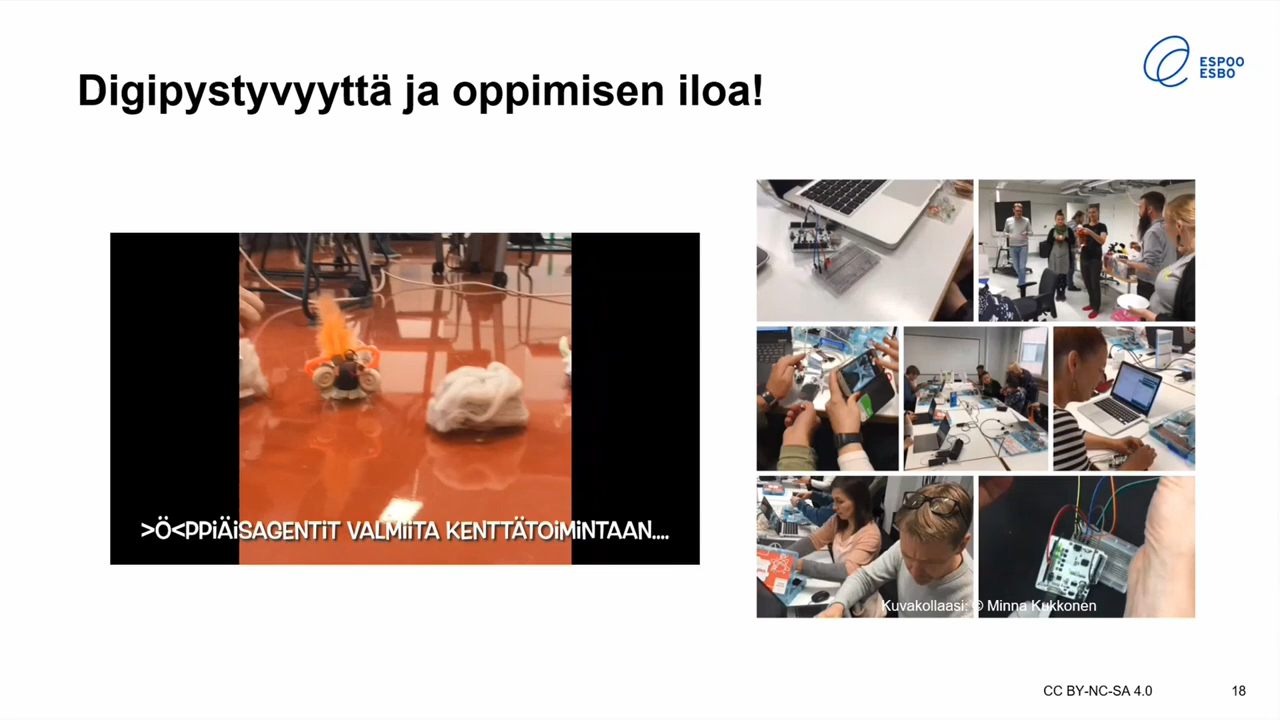 Digipystyvyyttä ja oppimisen iloa!
ESPOO
ESBO
>Ö<PPiÄiSAGENTiT VALMiiTA KENTTÄTOiMiNTAAN....
Kuvakollaasi: © Minna Kukkonen
CC BY-NC-SA 4.0
18